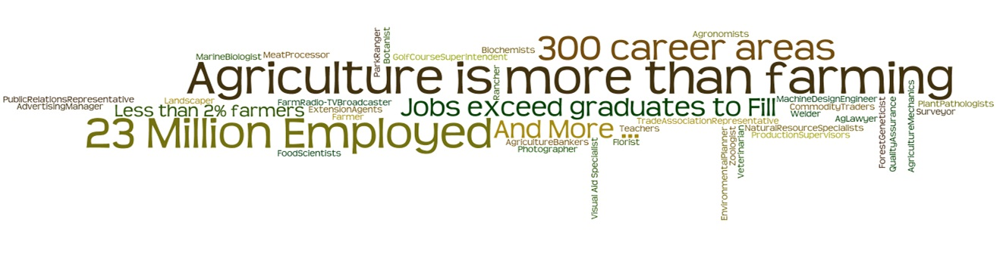 Agronomists
300 career areas
Biochemists
ParkRanger
Botanist
MarineBiologist
MeatProcessor
GolfCourseSuperIntendent
Agriculture is more than farming
Rancher
PublicRelationsRepresentative
AdvertisingManager
Landscaper
Less than 2% farmers
FarmRadio-TVBroadcaster
ExtensionAgents
Farmer
Jobs exceed graduates to Fill
MachineDesignEngineer
CommodityTraders
Welder
AgLawyer
ForestGeneticist
QualityAssurance
AgricultureMechanics
PlantPathologists
Surveyor
23 Million Employed
And More ...
TradeAssociationRepresentative
Teachers
NaturalResourceSpecialists
ProductionSupervisors
AgricultureBankers
Photographer
Florist
FoodScientists
Visual Aid Specialist
EnvironmentalPlanner
Zoologist
Veterinarian